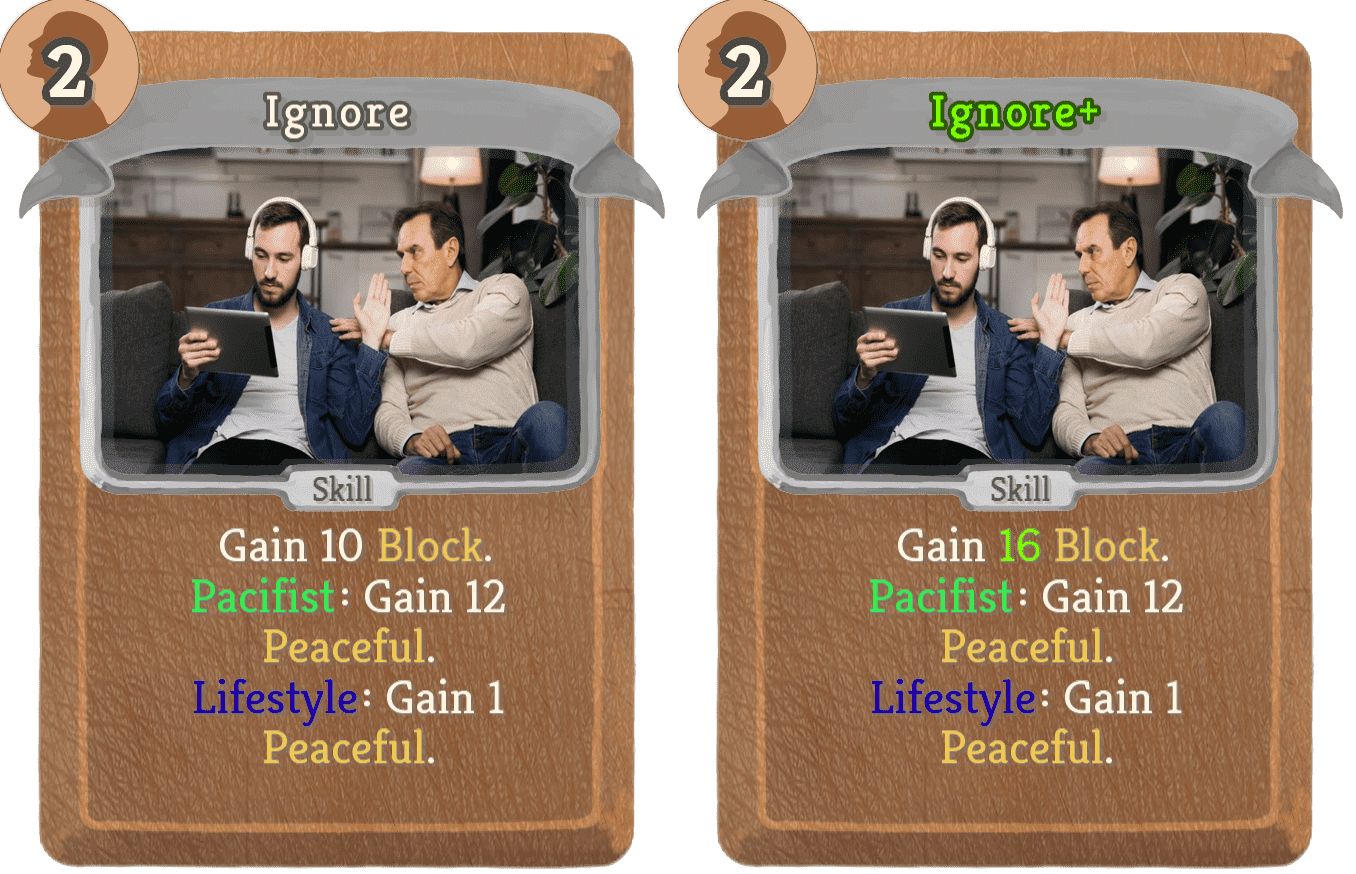 2
Ignore
Skill
Gain 10 Block.
Pacifist: Gain 12
Peaceful.
Lifestyle: Gain 1
Peaceful.
2
Ignore+
Skill
Gain 16 Block.
Pacifist: Gain 12
Peaceful.
Lifestyle: Gain 1
Peaceful.